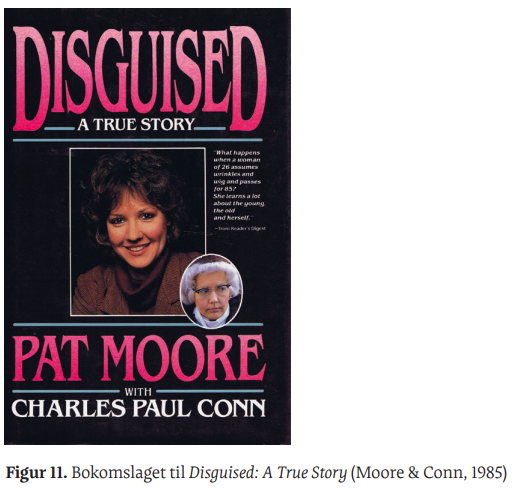 DISGUISED
A TRUE STORY
"What happens
when a woman
of 26 assumes
wrinkles and
wig and passes
for 85?
She learns a lot
about the young,
the old
and herself."
—From Reader's Digest
PAT MOORE
WITH
CHARLES PAUL CONN
Figur 11. Bokomslaget til Disguised: A True Story (Moore & Conn, 1985)